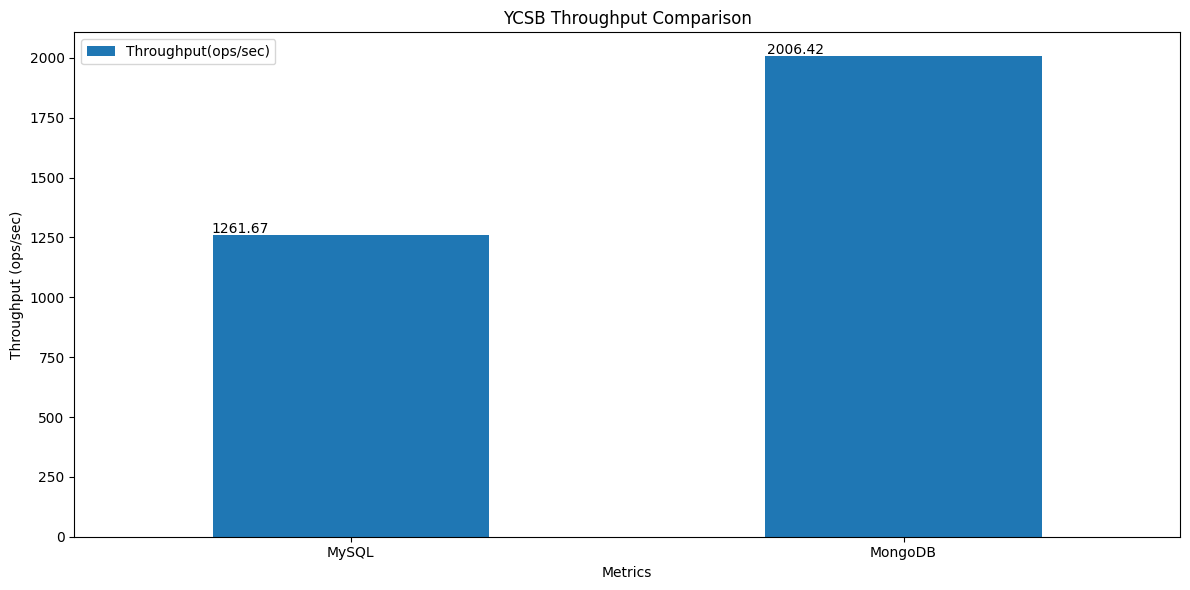 YCSB Throughput Comparison
Throughput(ops/sec)
2006.42
1261.67
2000
1750
1500
1250
1000
750
500
250
0
Throughput (ops/sec)
MySQL
MongoDB
Metrics